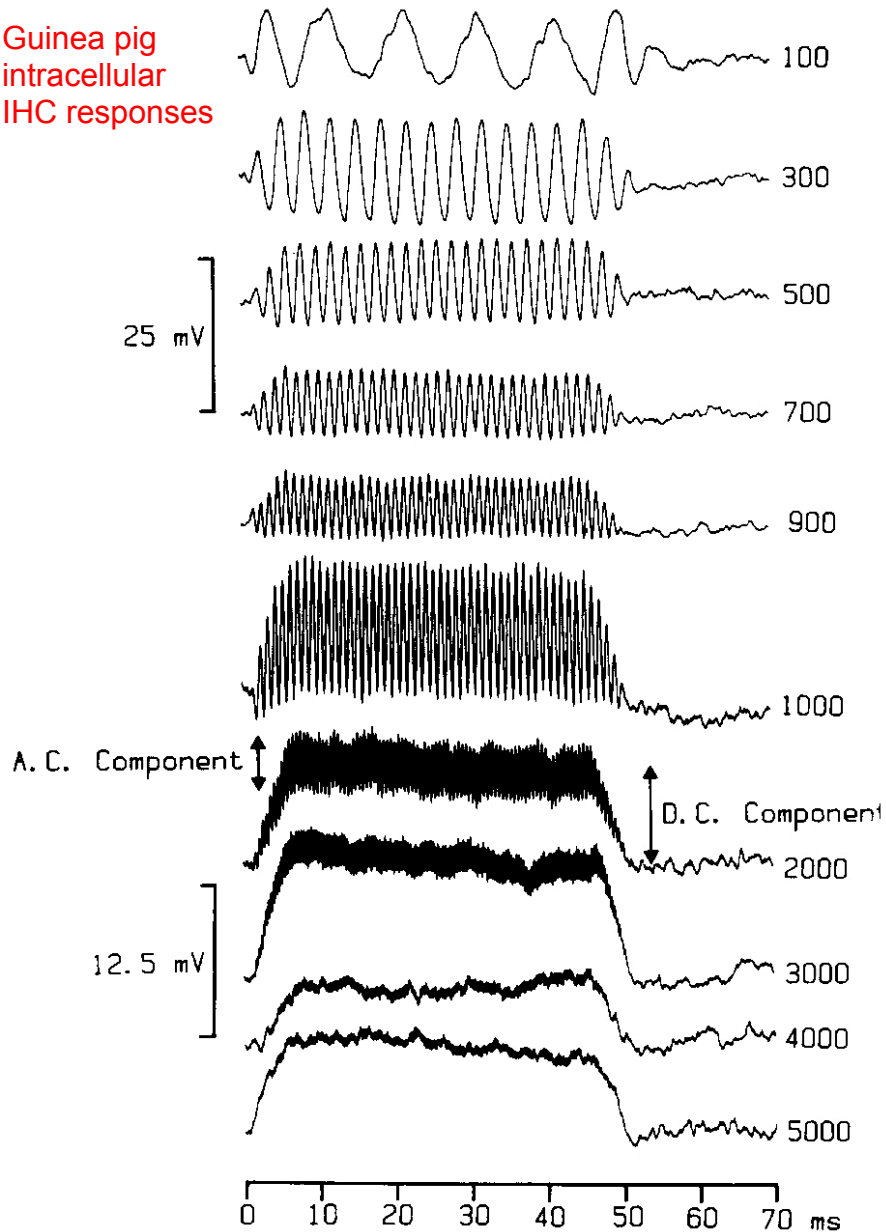 Guinea pig
intracellular
IHC responses
100
300
500
25 mV
700
900
1000
A.C. Component
D.C. Component
2000
12.5 mV
3000
4000
5000
0 10 20 30 40 50 60 70 ms